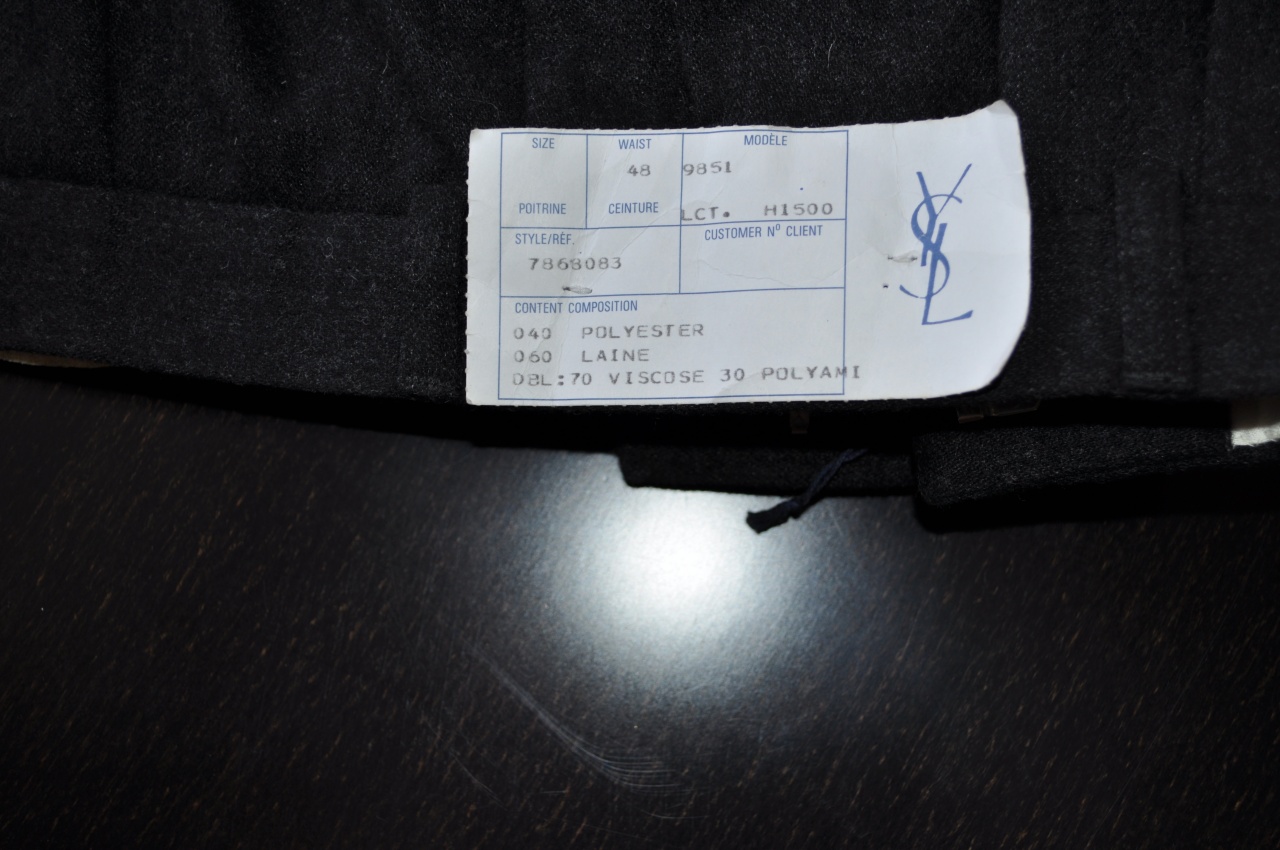 SIZE WAIST MODÈLE
48 9851
POITRINE CEINTURE LCT. H1500
STYLE/RÉF. CUSTOMER Nº CLIENT
7868083
CONTENT COMPOSITION
040 POLYESTER
060 LAINE
DBL:70 VISCOSE 30 POLYAMI
YSL